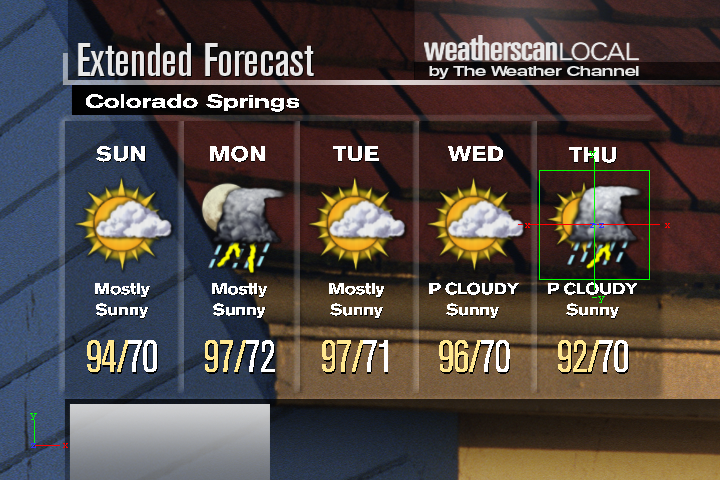 Extended Forecast
weatherscanLOCAL
by The Weather Channel
Colorado Springs
SUN MON TUE WED THU
Mostly Sunny
Mostly Sunny
Mostly Sunny
P CLOUDY Sunny
P CLOUDY Sunny
94/70 97/72 97/71 96/70 92/70
x x
y
y
x